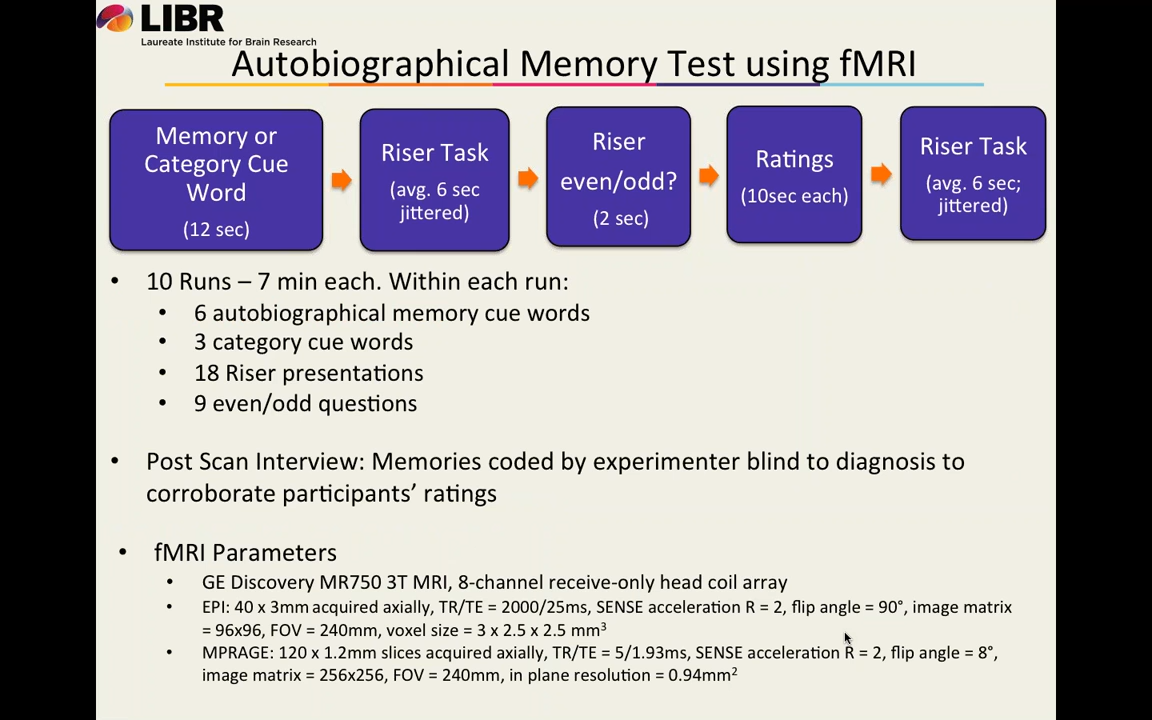 LIBR
Laureate Institute for Brain Research
Autobiographical Memory Test using fMRI
Memory or
Category Cue
Word
(12 sec)
Riser Task
(avg. 6 sec
jittered)
Riser
even/odd?
(2 sec)
Ratings
(10sec each)
Riser Task
(avg. 6 sec;
jittered)
• 10 Runs – 7 min each. Within each run:
• 6 autobiographical memory cue words
• 3 category cue words
• 18 Riser presentations
• 9 even/odd questions
• Post Scan Interview: Memories coded by experimenter blind to diagnosis to
corroborate participants’ ratings
• fMRI Parameters
• GE Discovery MR750 3T MRI, 8-channel receive-only head coil array
• EPI: 40 x 3mm acquired axially, TR/TE = 2000/25ms, SENSE acceleration R = 2, flip angle = 90°, image matrix
= 96x96, FOV = 240mm, voxel size = 3 x 2.5 x 2.5 mm³
• MPRAGE: 120 x 1.2mm slices acquired axially, TR/TE = 5/1.93ms, SENSE acceleration R = 2, flip angle = 8°,
image matrix = 256x256, FOV = 240mm, in plane resolution = 0.94mm²